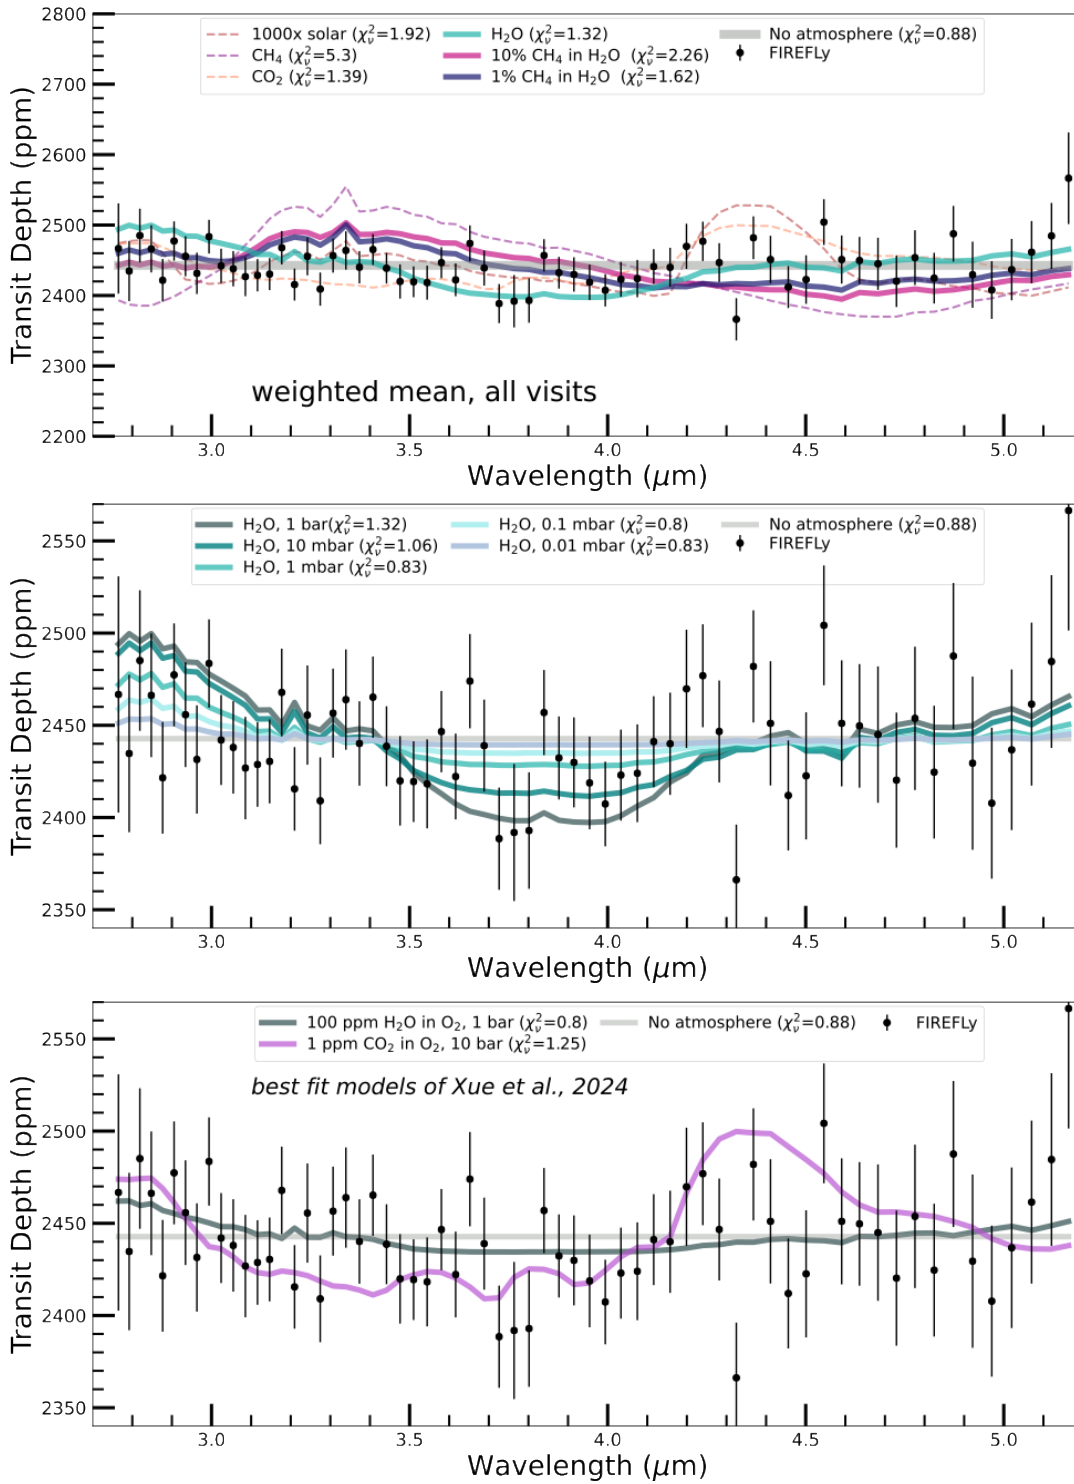 1000x solar (χ²ᵥ=1.92)
CH₄ (χ²ᵥ=5.3)
CO₂ (χ²ᵥ=1.39)
H₂O (χ²ᵥ=1.32)
10% CH₄ in H₂O (χ²ᵥ=2.26)
1% CH₄ in H₂O (χ²ᵥ=1.62)
No atmosphere (χ²ᵥ=0.88)
FIREFLy
2800
2700
2600
2500
2400
2300
2200
Transit Depth (ppm)
weighted mean, all visits
3.0 3.5 4.0 4.5 5.0
Wavelength (μm)
H₂O, 1 bar(χ²ᵥ=1.32)
H₂O, 10 mbar (χ²ᵥ=1.06)
H₂O, 1 mbar (χ²ᵥ=0.83)
H₂O, 0.1 mbar (χ²ᵥ=0.8)
H₂O, 0.01 mbar (χ²ᵥ=0.83)
No atmosphere (χ²ᵥ=0.88)
FIREFLy
2550
2500
2450
2400
2350
Transit Depth (ppm)
3.0 3.5 4.0 4.5 5.0
Wavelength (μm)
100 ppm H₂O in O₂, 1 bar (χ²ᵥ=0.8)
1 ppm CO₂ in O₂, 10 bar (χ²ᵥ=1.25)
No atmosphere (χ²ᵥ=0.88)
FIREFLy
best fit models of Xue et al., 2024
2550
2500
2450
2400
2350
Transit Depth (ppm)
3.0 3.5 4.0 4.5 5.0
Wavelength (μm)